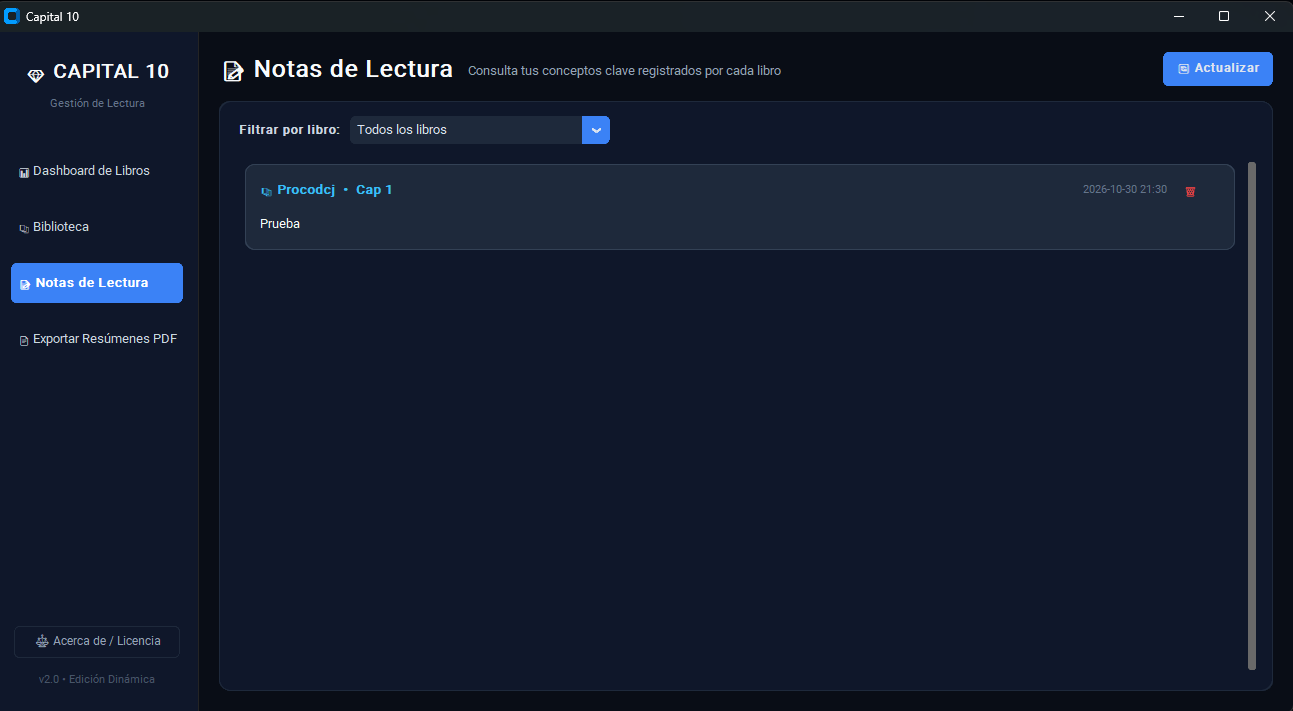 Capital 10
CAPITAL 10
Gestión de Lectura
Dashboard de Libros
Biblioteca
Notas de Lectura
Exportar Resúmenes PDF
Acerca de / Licencia
v2.0 • Edición Dinámica
Notas de Lectura Consulta tus conceptos clave registrados por cada libro
Actualizar
Filtrar por libro: Todos los libros
Procodcj • Cap 1 2026-10-30 21:30
Prueba